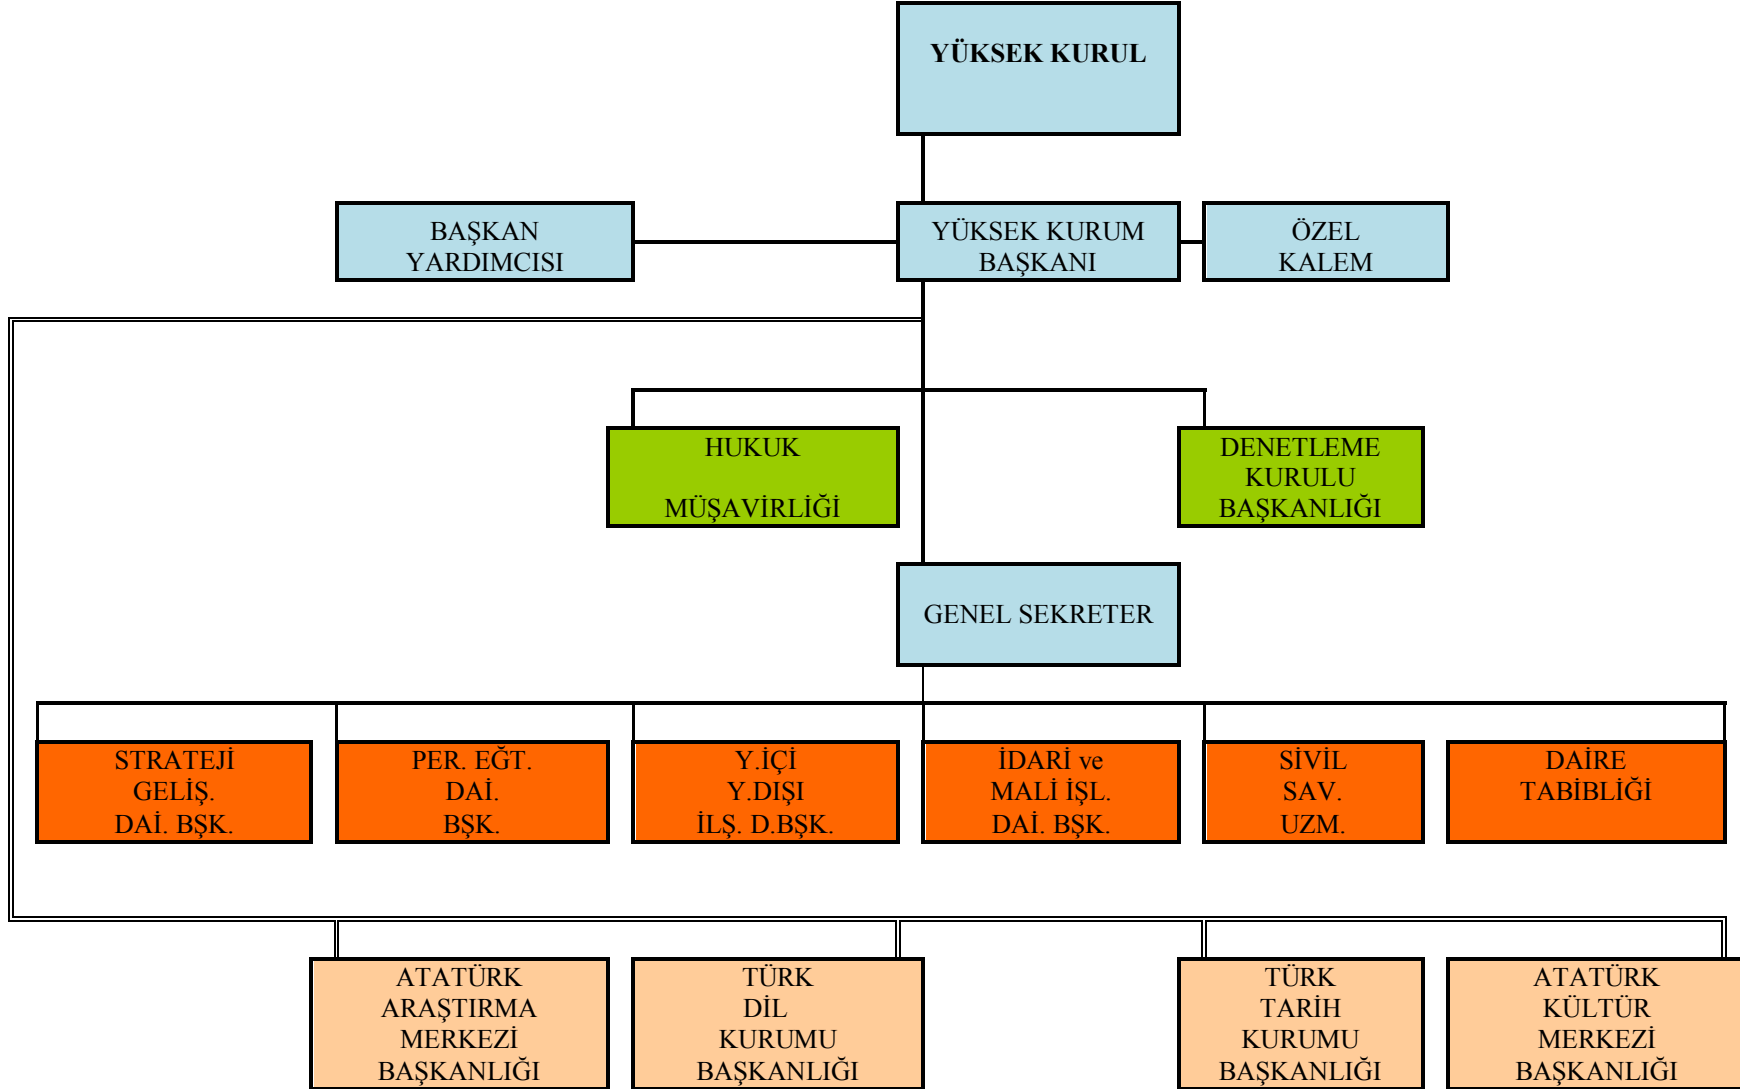 YÜKSEK KURUL
BAŞKAN
YARDIMCISI
YÜKSEK KURUM
BAŞKANI
ÖZEL
KALEM
HUKUK
MÜŞAVİRLİĞİ
DENETLEME
KURULU
BAŞKANLIĞI
GENEL SEKRETER
STRATEJİ
GELİŞ.
DAİ. BŞK.
PER. EĞT.
DAİ.
BŞK.
Y.İÇİ
Y.DIŞI
İLŞ. D.BŞK.
İDARİ ve
MALİ İŞL.
DAİ. BŞK.
SİVİL
SAV.
UZM.
DAİRE
TABİBLİĞİ
ATATÜRK
ARAŞTIRMA
MERKEZİ
BAŞKANLIĞI
TÜRK
DİL
KURUMU
BAŞKANLIĞI
TÜRK
TARİH
KURUMU
BAŞKANLIĞI
ATATÜRK
KÜLTÜR
MERKEZİ
BAŞKANLIĞI